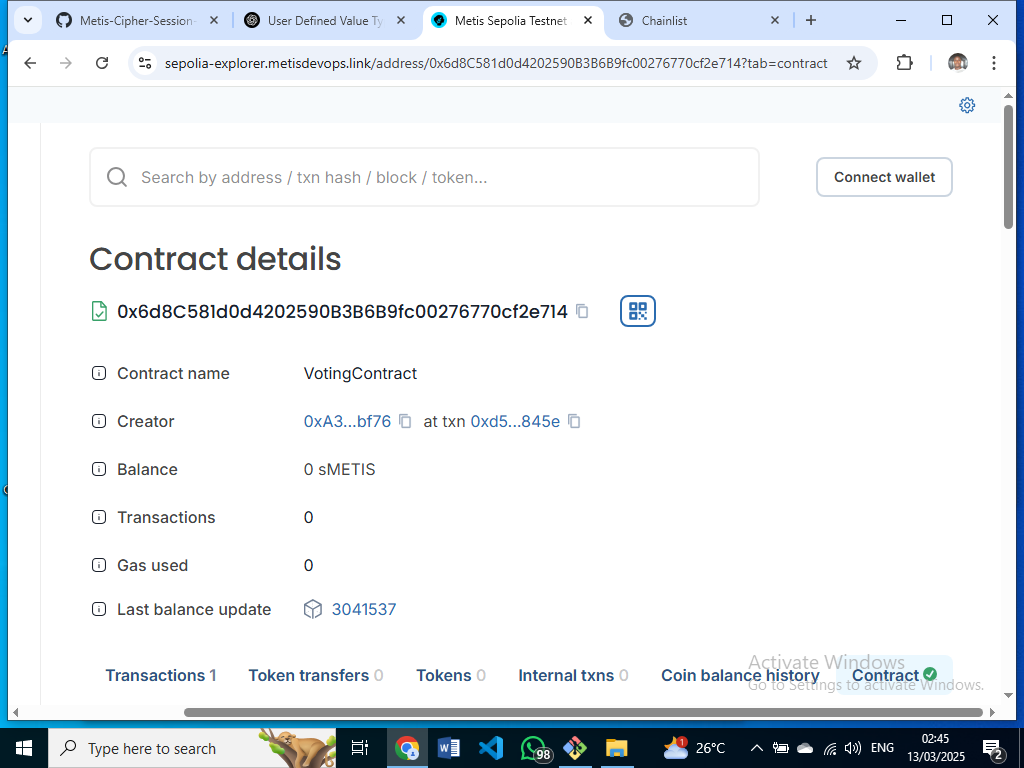 Metis-Cipher-Session-
User Defined Value Ty
Metis Sepolia Testnet
Chainlist
sepolia-explorer.metisdevops.link/address/0x6d8C581d0d4202590B3B6B9fc00276770cf2e714?tab=contract
Search by address / txn hash / block / token...
Connect wallet
Contract details
0x6d8C581d0d4202590B3B6B9fc00276770cf2e714
Contract name VotingContract
Creator 0xA3...bf76 at txn 0xd5...845e
Balance 0 sMETIS
Transactions 0
Gas used 0
Last balance update 3041537
Transactions 1 Token transfers 0 Tokens 0 Internal txns 0 Coin balance history Contract
Activate Windows
Go to Settings to activate Windows.
Type here to search
98
1
26°C
ENG
02:45
13/03/2025
2